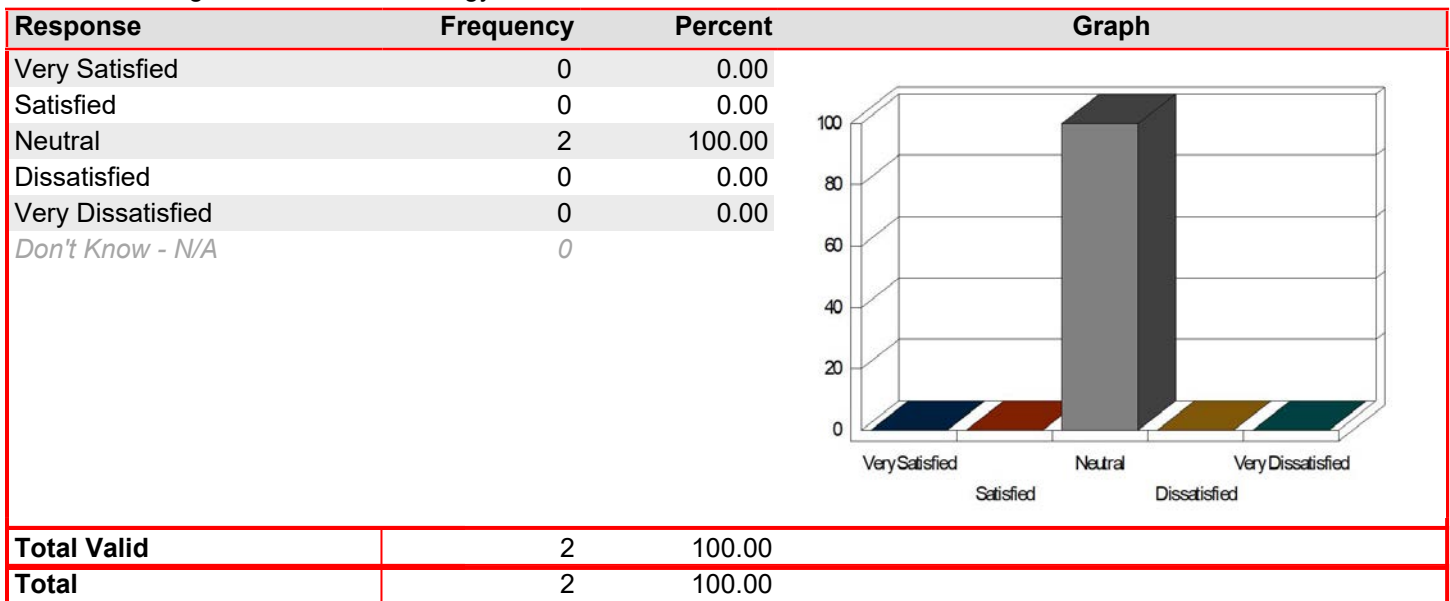 Response Frequency Percent Graph
Very Satisfied 0 0.00
Satisfied 0 0.00
Neutral 2 100.00
Dissatisfied 0 0.00
Very Dissatisfied 0 0.00
Don't Know - N/A 0
100
80
60
40
20
0
Very Satisfied Neutral Very Dissatisfied
Satisfied Dissatisfied
Total Valid 2 100.00
Total 2 100.00